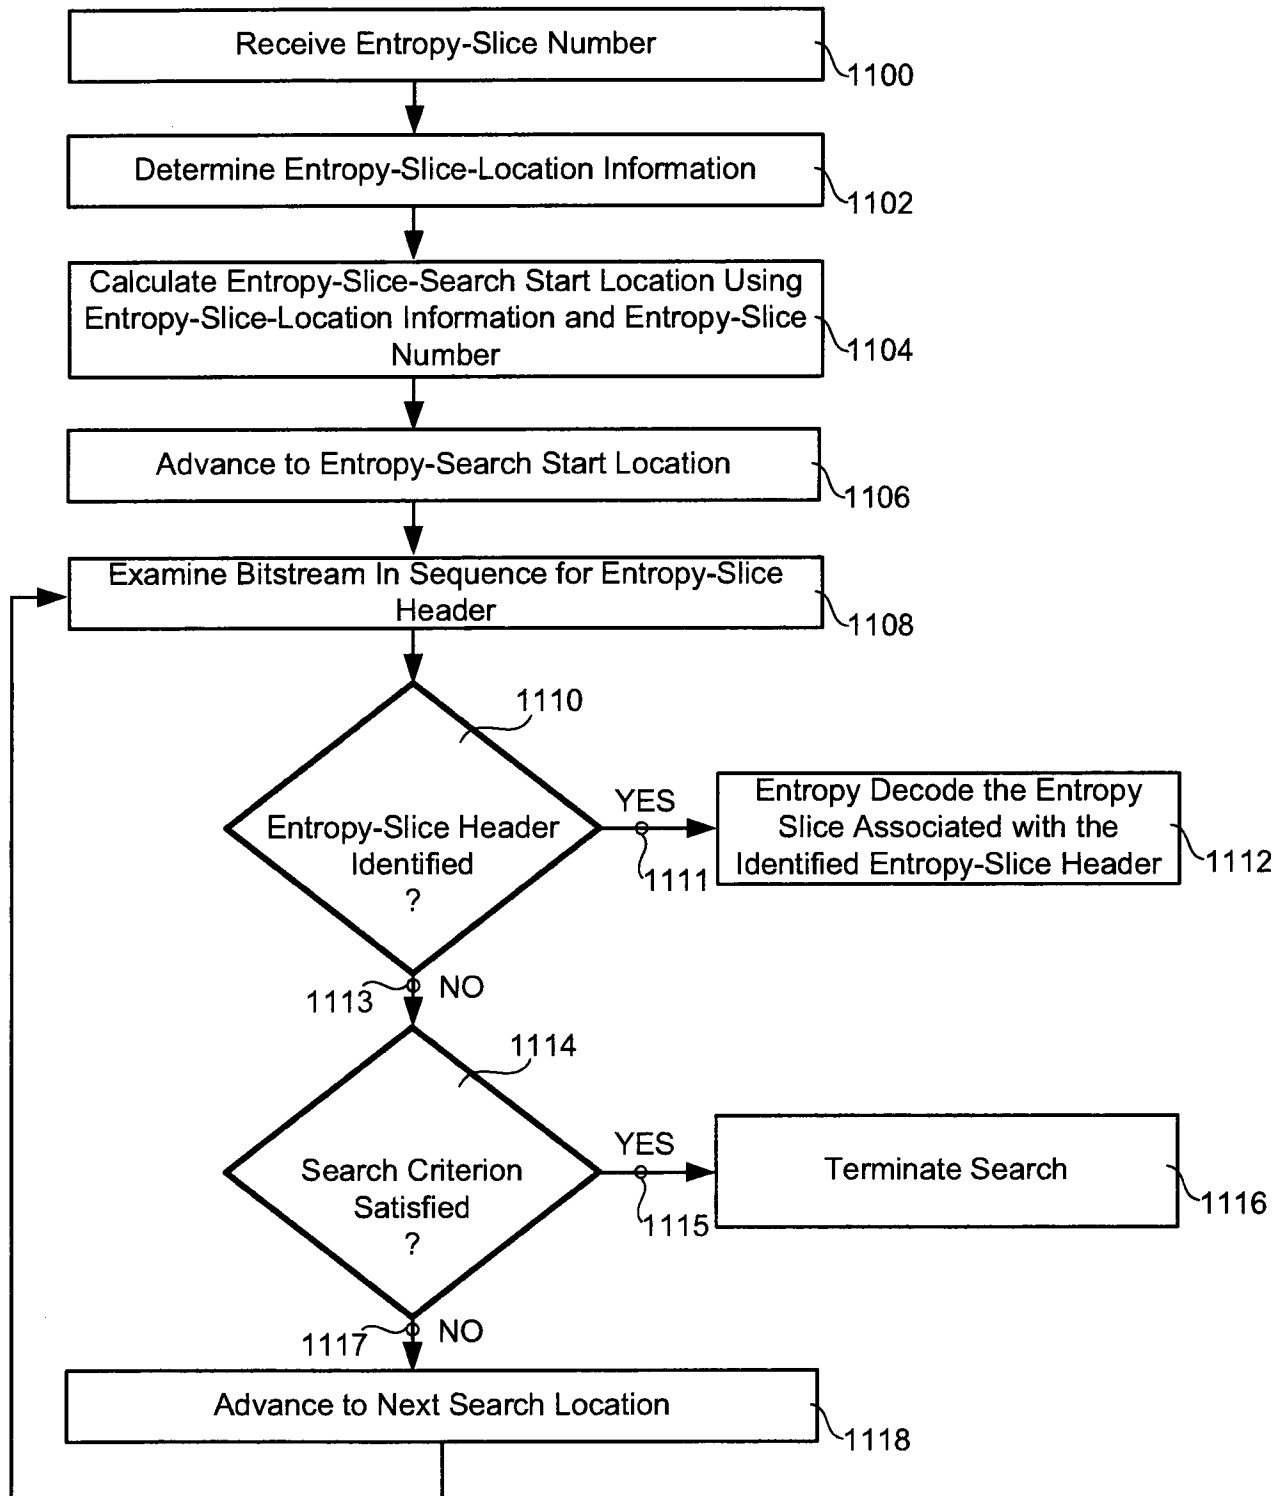 Receive Entropy-Slice Number
1100
Determine Entropy-Slice-Location Information
1102
Calculate Entropy-Slice-Search Start Location Using
Entropy-Slice-Location Information and Entropy-Slice
Number
1104
Advance to Entropy-Search Start Location
1106
Examine Bitstream In Sequence for Entropy-Slice
Header
1108
1110
Entropy-Slice Header
Identified
?
YES
1111
Entropy Decode the Entropy
Slice Associated with the
Identified Entropy-Slice Header
1112
1113
NO
1114
Search Criterion
Satisfied
?
YES
1115
Terminate Search
1116
1117
NO
Advance to Next Search Location
1118